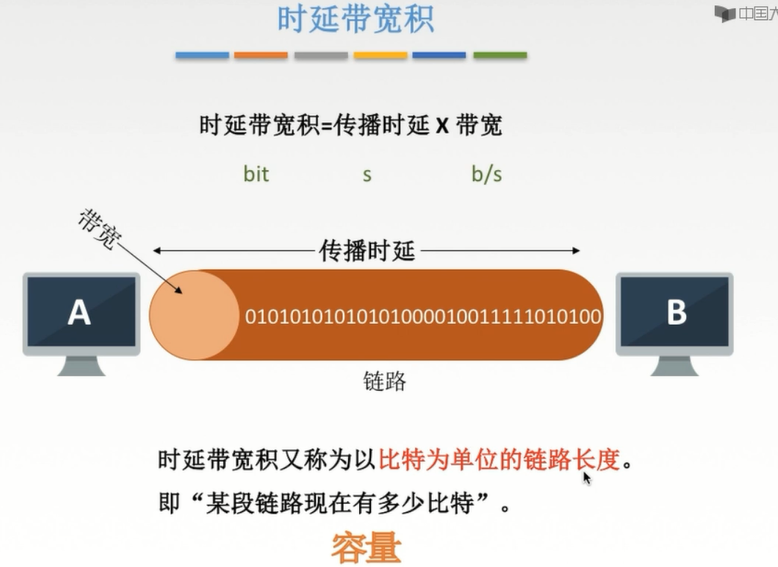 时延带宽积
中国大
时延带宽积=传播时延 X 带宽
bit s b/s
带宽
传播时延
A
0101010101010100001001111101010​0
B
链路
时延带宽积又称为以比特为单位的链路长度。
即“某段链路现在有多少比特”。
容量